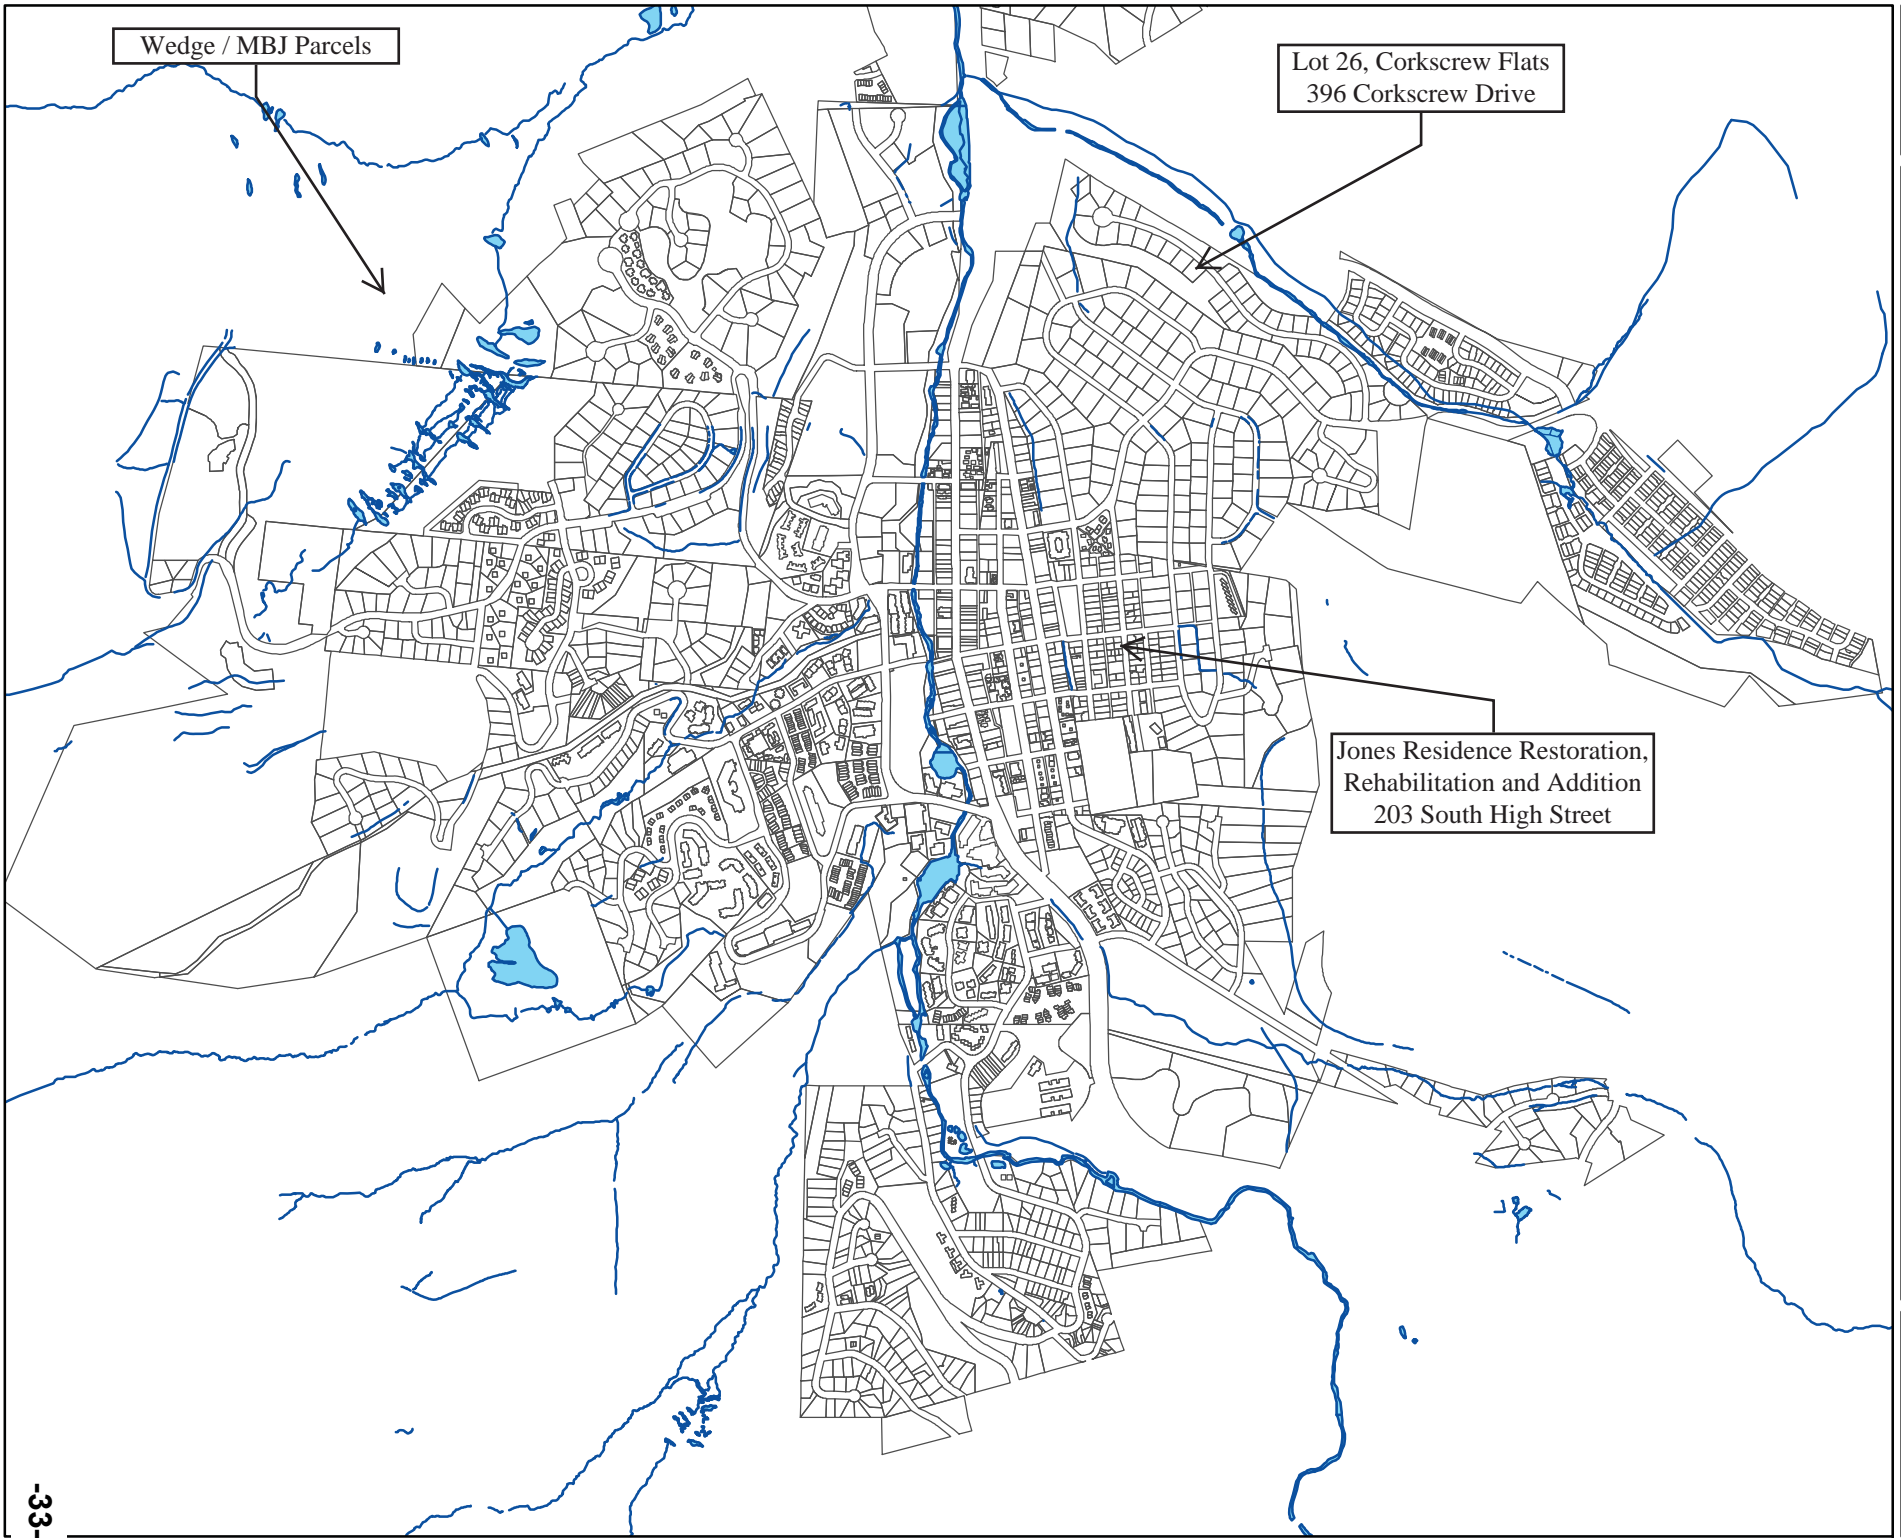 Wedge / MBJ Parcels
Lot 26, Corkscrew Flats
396 Corkscrew Drive
Jones Residence Restoration,
Rehabilitation and Addition
203 South High Street
-33-